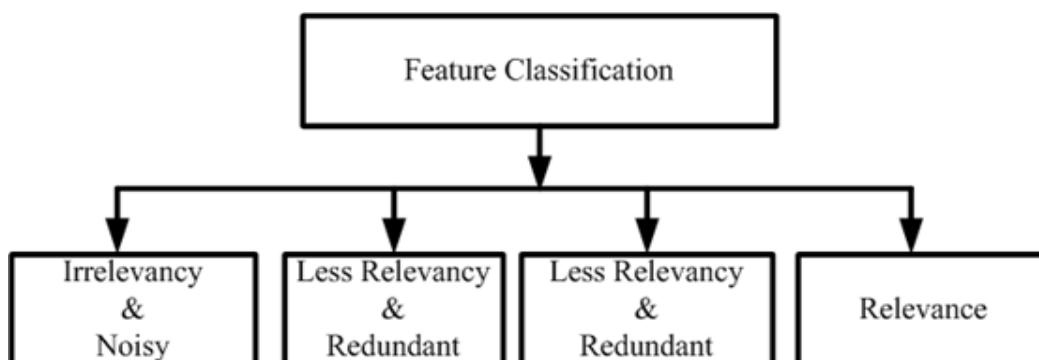 Feature Classification
Irrelevancy
&
Noisy
Less Relevancy
&
Redundant
Less Relevancy
&
Redundant
Relevance